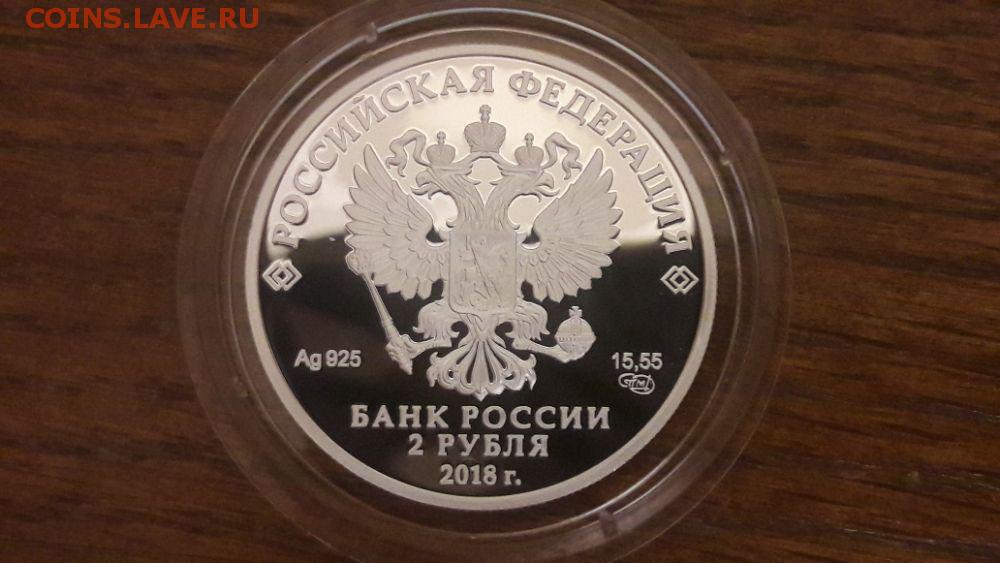 COINS.LAVE.RU
РОССИЙСКАЯ ФЕДЕРАЦИЯ
Ag 925
15,55
БАНК РОССИИ
2 РУБЛЯ
2018 г.